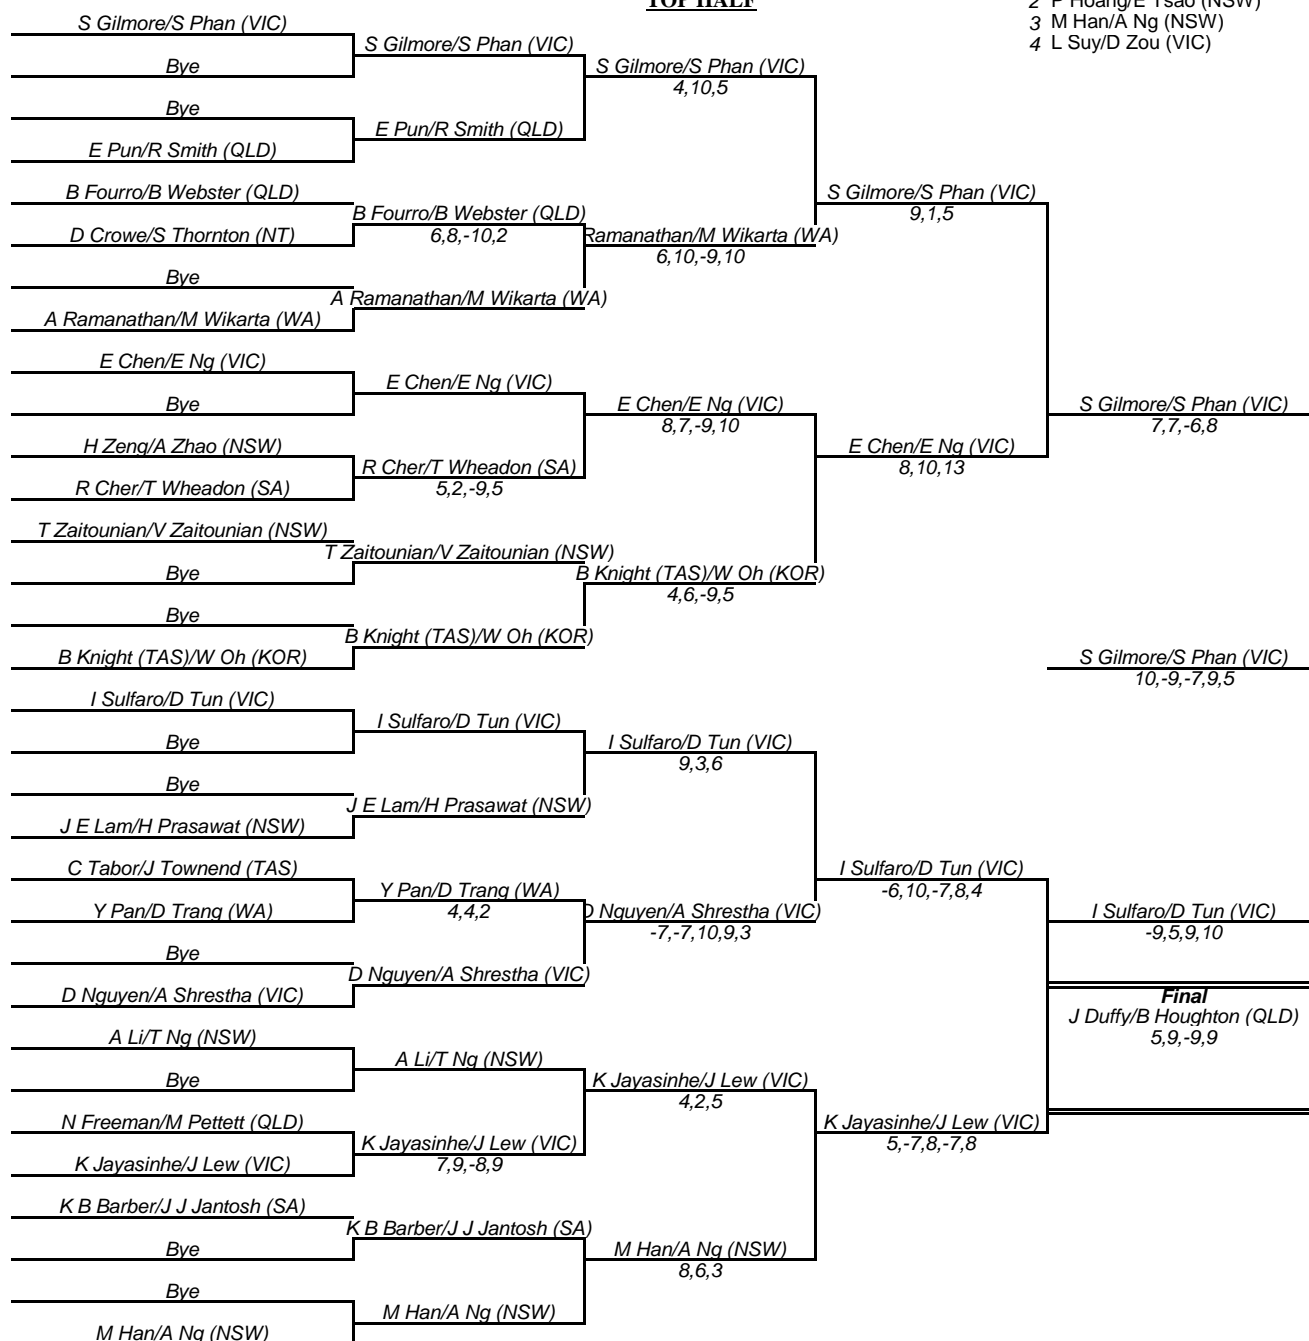 TOP HALF
2 P Hoang/E Tsao (NSW)
3 M Han/A Ng (NSW)
4 L Suy/D Zou (VIC)
S Gilmore/S Phan (VIC)
Bye
Bye
E Pun/R Smith (QLD)
B Fourro/B Webster (QLD)
D Crowe/S Thornton (NT)
Bye
A Ramanathan/M Wikarta (WA)
E Chen/E Ng (VIC)
Bye
H Zeng/A Zhao (NSW)
R Cher/T Wheadon (SA)
T Zaitounian/V Zaitounian (NSW)
Bye
Bye
B Knight (TAS)/W Oh (KOR)
I Sulfaro/D Tun (VIC)
Bye
Bye
J E Lam/H Prasawat (NSW)
C Tabor/J Townend (TAS)
Y Pan/D Trang (WA)
Bye
D Nguyen/A Shrestha (VIC)
A Li/T Ng (NSW)
Bye
N Freeman/M Pettett (QLD)
K Jayasinhe/J Lew (VIC)
K B Barber/J J Jantosh (SA)
Bye
Bye
M Han/A Ng (NSW)
S Gilmore/S Phan (VIC)
E Pun/R Smith (QLD)
B Fourro/B Webster (QLD)
6,8,-10,2
A Ramanathan/M Wikarta (WA)
E Chen/E Ng (VIC)
R Cher/T Wheadon (SA)
5,2,-9,5
T Zaitounian/V Zaitounian (NSW)
B Knight (TAS)/W Oh (KOR)
I Sulfaro/D Tun (VIC)
J E Lam/H Prasawat (NSW)
Y Pan/D Trang (WA)
4,4,2
D Nguyen/A Shrestha (VIC)
A Li/T Ng (NSW)
K Jayasinhe/J Lew (VIC)
7,9,-8,9
K B Barber/J J Jantosh (SA)
M Han/A Ng (NSW)
S Gilmore/S Phan (VIC)
4,10,5
Ramanathan/M Wikarta (WA)
6,10,-9,10
E Chen/E Ng (VIC)
8,7,-9,10
B Knight (TAS)/W Oh (KOR)
4,6,-9,5
I Sulfaro/D Tun (VIC)
9,3,6
D Nguyen/A Shrestha (VIC)
-7,-7,10,9,3
K Jayasinhe/J Lew (VIC)
4,2,5
M Han/A Ng (NSW)
8,6,3
S Gilmore/S Phan (VIC)
9,1,5
E Chen/E Ng (VIC)
8,10,13
I Sulfaro/D Tun (VIC)
-6,10,-7,8,4
K Jayasinhe/J Lew (VIC)
5,-7,8,-7,8
S Gilmore/S Phan (VIC)
7,7,-6,8
S Gilmore/S Phan (VIC)
10,-9,-7,9,5
I Sulfaro/D Tun (VIC)
-9,5,9,10
Final
J Duffy/B Houghton (QLD)
5,9,-9,9